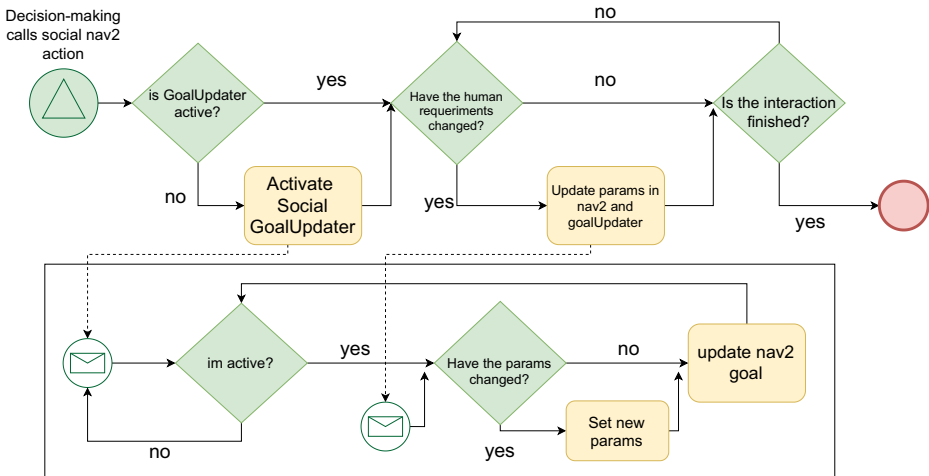 Decision-making
calls social nav2
action
is GoalUpdater
active?
yes
no
Activate
Social
GoalUpdater
Have the human
requeriments
changed?
no
no
yes
Update params in
nav2 and
goalUpdater
Is the interaction
finished?
yes
im active?
yes
no
Have the params
changed?
no
yes
Set new
params
update nav2
goal